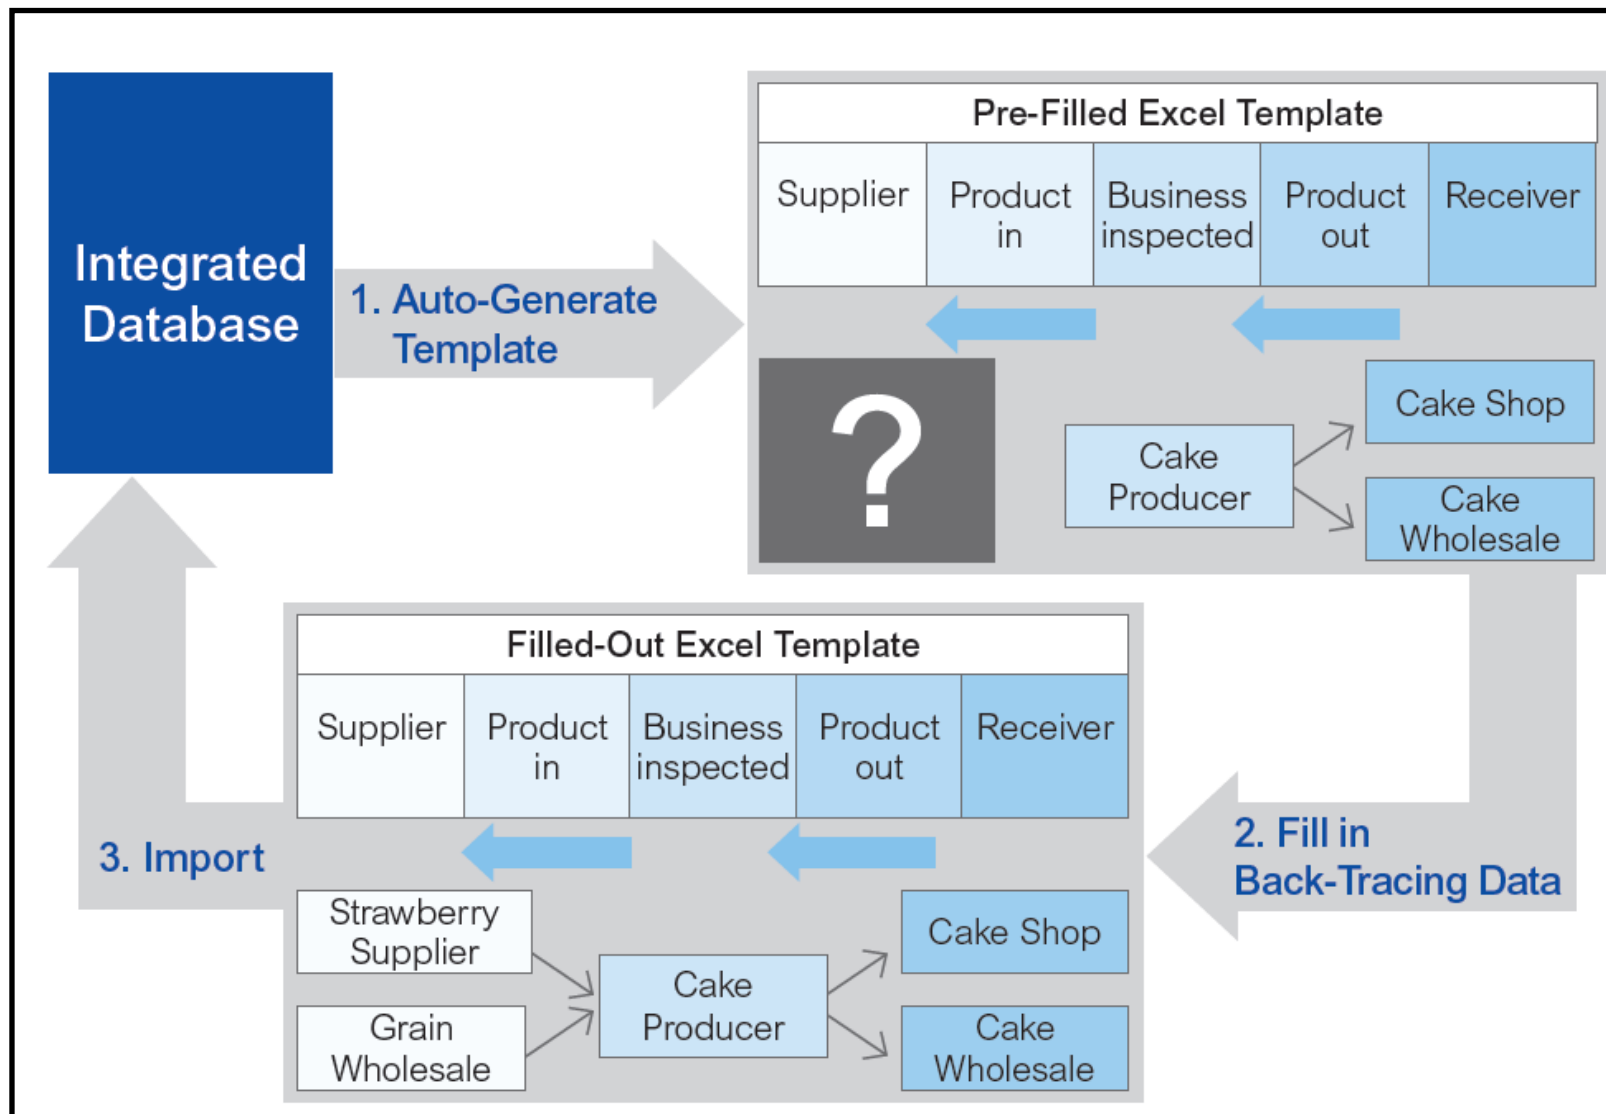 Integrated
Database
1. Auto-Generate
Template
Pre-Filled Excel Template
Supplier
Product
in
Business
inspected
Product
out
Receiver
?
Cake
Producer
Cake Shop
Cake
Wholesale
2. Fill in
Back-Tracing Data
Filled-Out Excel Template
Supplier
Product
in
Business
inspected
Product
out
Receiver
3. Import
Strawberry
Supplier
Grain
Wholesale
Cake
Producer
Cake Shop
Cake
Wholesale